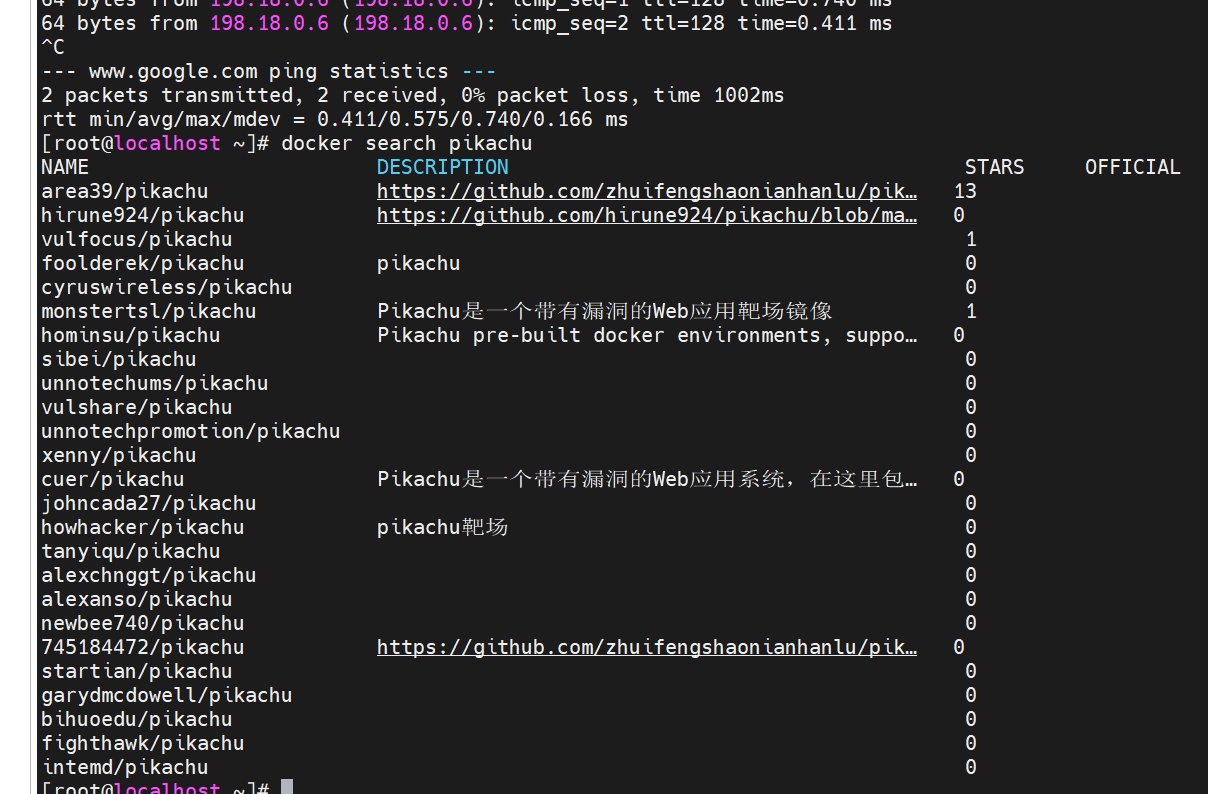 64 bytes from 198.18.0.6 (198.18.0.6): icmp_seq=1 ttl=128 time=0.740 ms
64 bytes from 198.18.0.6 (198.18.0.6): icmp_seq=2 ttl=128 time=0.411 ms
^C
--- www.google.com ping statistics ---
2 packets transmitted, 2 received, 0% packet loss, time 1002ms
rtt min/avg/max/mdev = 0.411/0.575/0.740/0.166 ms
[root@localhost ~]# docker search pikachu
NAME DESCRIPTION STARS OFFICIAL
area39/pikachu https://github.com/zhuifengshaonianhanlu/pik… 13
hirune924/pikachu https://github.com/hirune924/pikachu/blob/ma… 0
vulfocus/pikachu 1
foolderek/pikachu pikachu 0
cyruswireless/pikachu 0
monstertsl/pikachu Pikachu是一个带有漏洞的Web应用靶场镜像 1
hominsu/pikachu Pikachu pre-built docker environments, suppo… 0
sibei/pikachu 0
unnotechums/pikachu 0
vulshare/pikachu 0
unnotechpromotion/pikachu 0
xenny/pikachu 0
cuer/pikachu Pikachu是一个带有漏洞的Web应用系统，在这里包… 0
johncada27/pikachu 0
howhacker/pikachu pikachu靶场 0
tanyiqu/pikachu 0
alexchnggt/pikachu 0
alexanso/pikachu 0
newbee740/pikachu 0
745184472/pikachu https://github.com/zhuifengshaonianhanlu/pik… 0
startian/pikachu 0
garydmcdowell/pikachu 0
bihuoedu/pikachu 0
fighthawk/pikachu 0
intemd/pikachu 0
[root@localhost ~]#